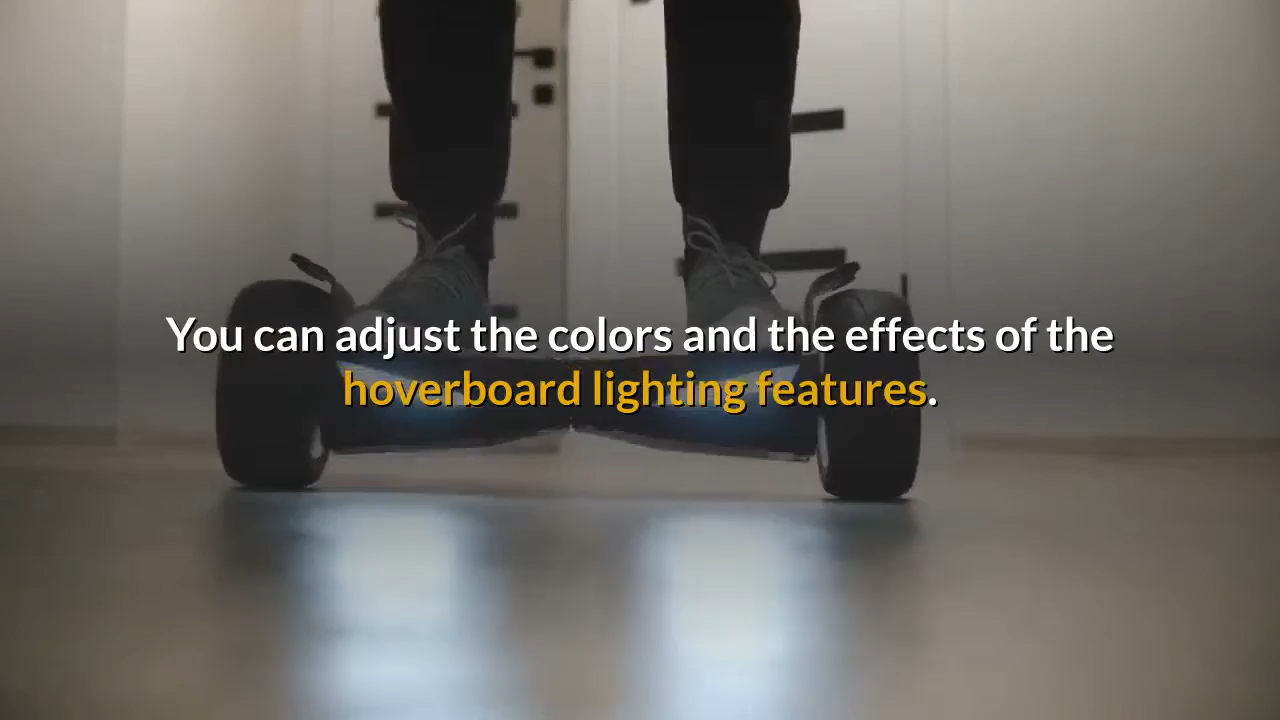 You can adjust the colors and the effects of the
hoverboard lighting features.